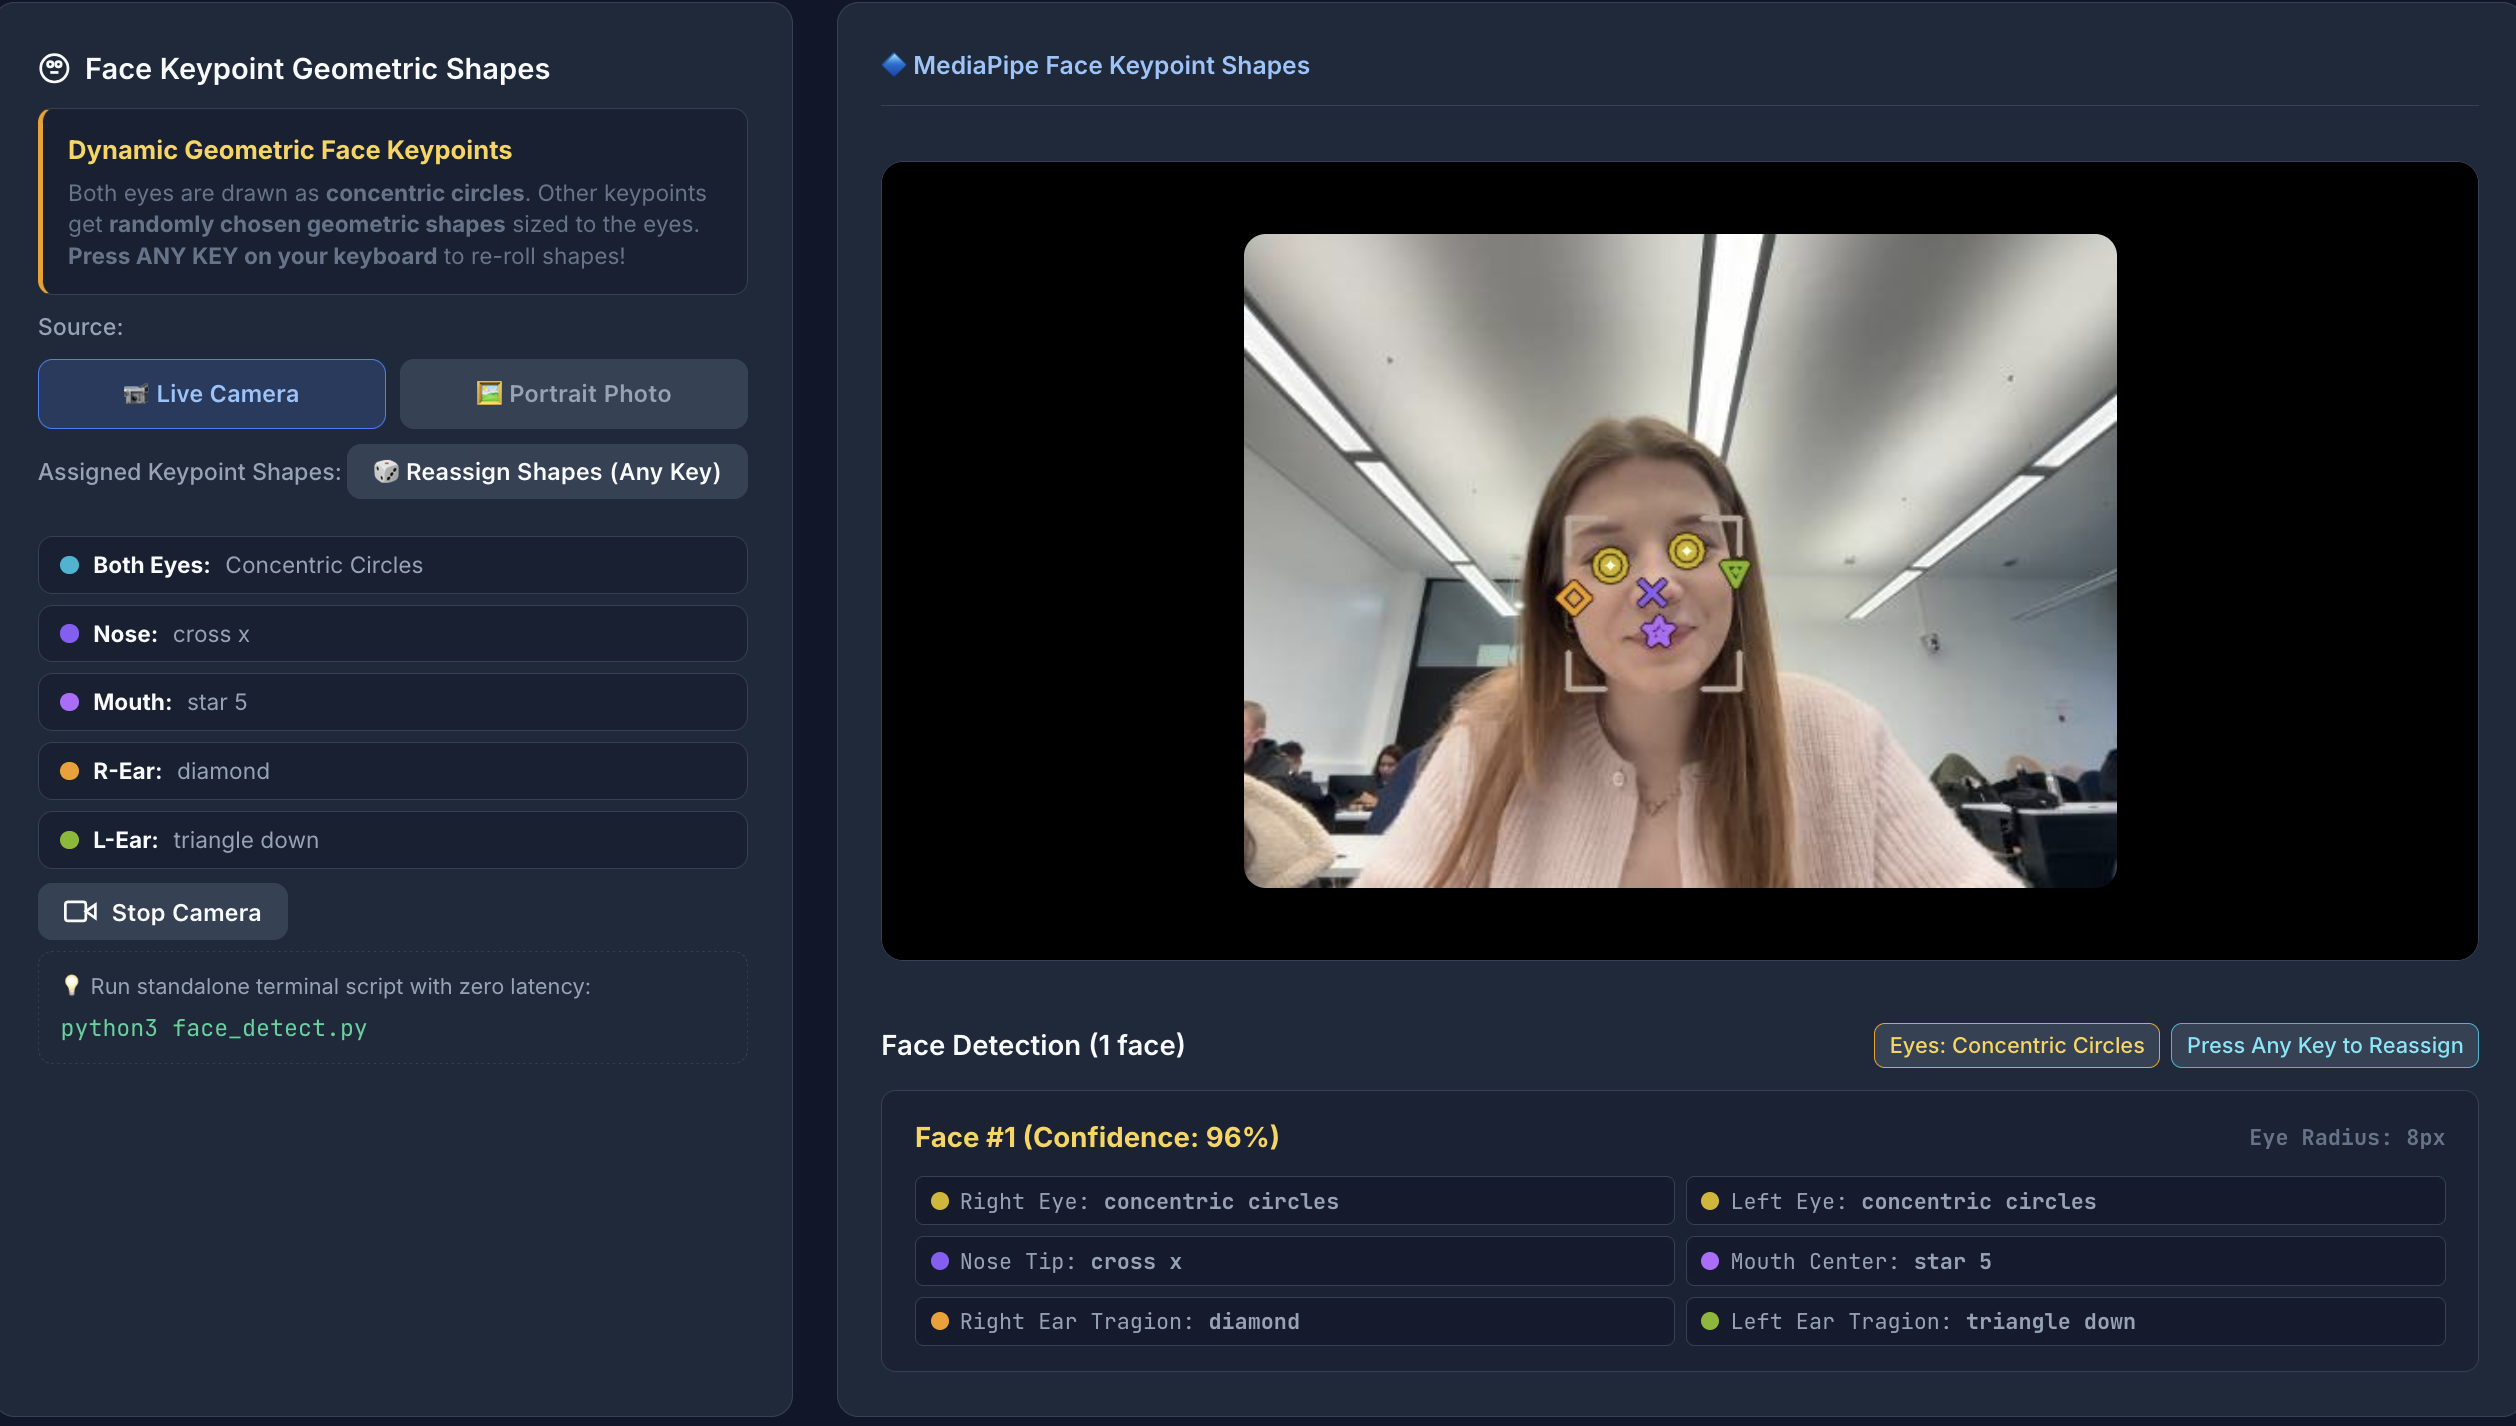 Face Keypoint Geometric Shapes
Dynamic Geometric Face Keypoints
Both eyes are drawn as concentric circles. Other keypoints
get randomly chosen geometric shapes sized to the eyes.
Press ANY KEY on your keyboard to re-roll shapes!
Source:
Live Camera
Portrait Photo
Assigned Keypoint Shapes:
Reassign Shapes (Any Key)
Both Eyes: Concentric Circles
Nose: cross x
Mouth: star 5
R-Ear: diamond
L-Ear: triangle down
Stop Camera
Run standalone terminal script with zero latency:
python3 face_detect.py
MediaPipe Face Keypoint Shapes
Face Detection (1 face)
Eyes: Concentric Circles
Press Any Key to Reassign
Face #1 (Confidence: 96%)
Eye Radius: 8px
Right Eye: concentric circles
Left Eye: concentric circles
Nose Tip: cross x
Mouth Center: star 5
Right Ear Tragion: diamond
Left Ear Tragion: triangle down